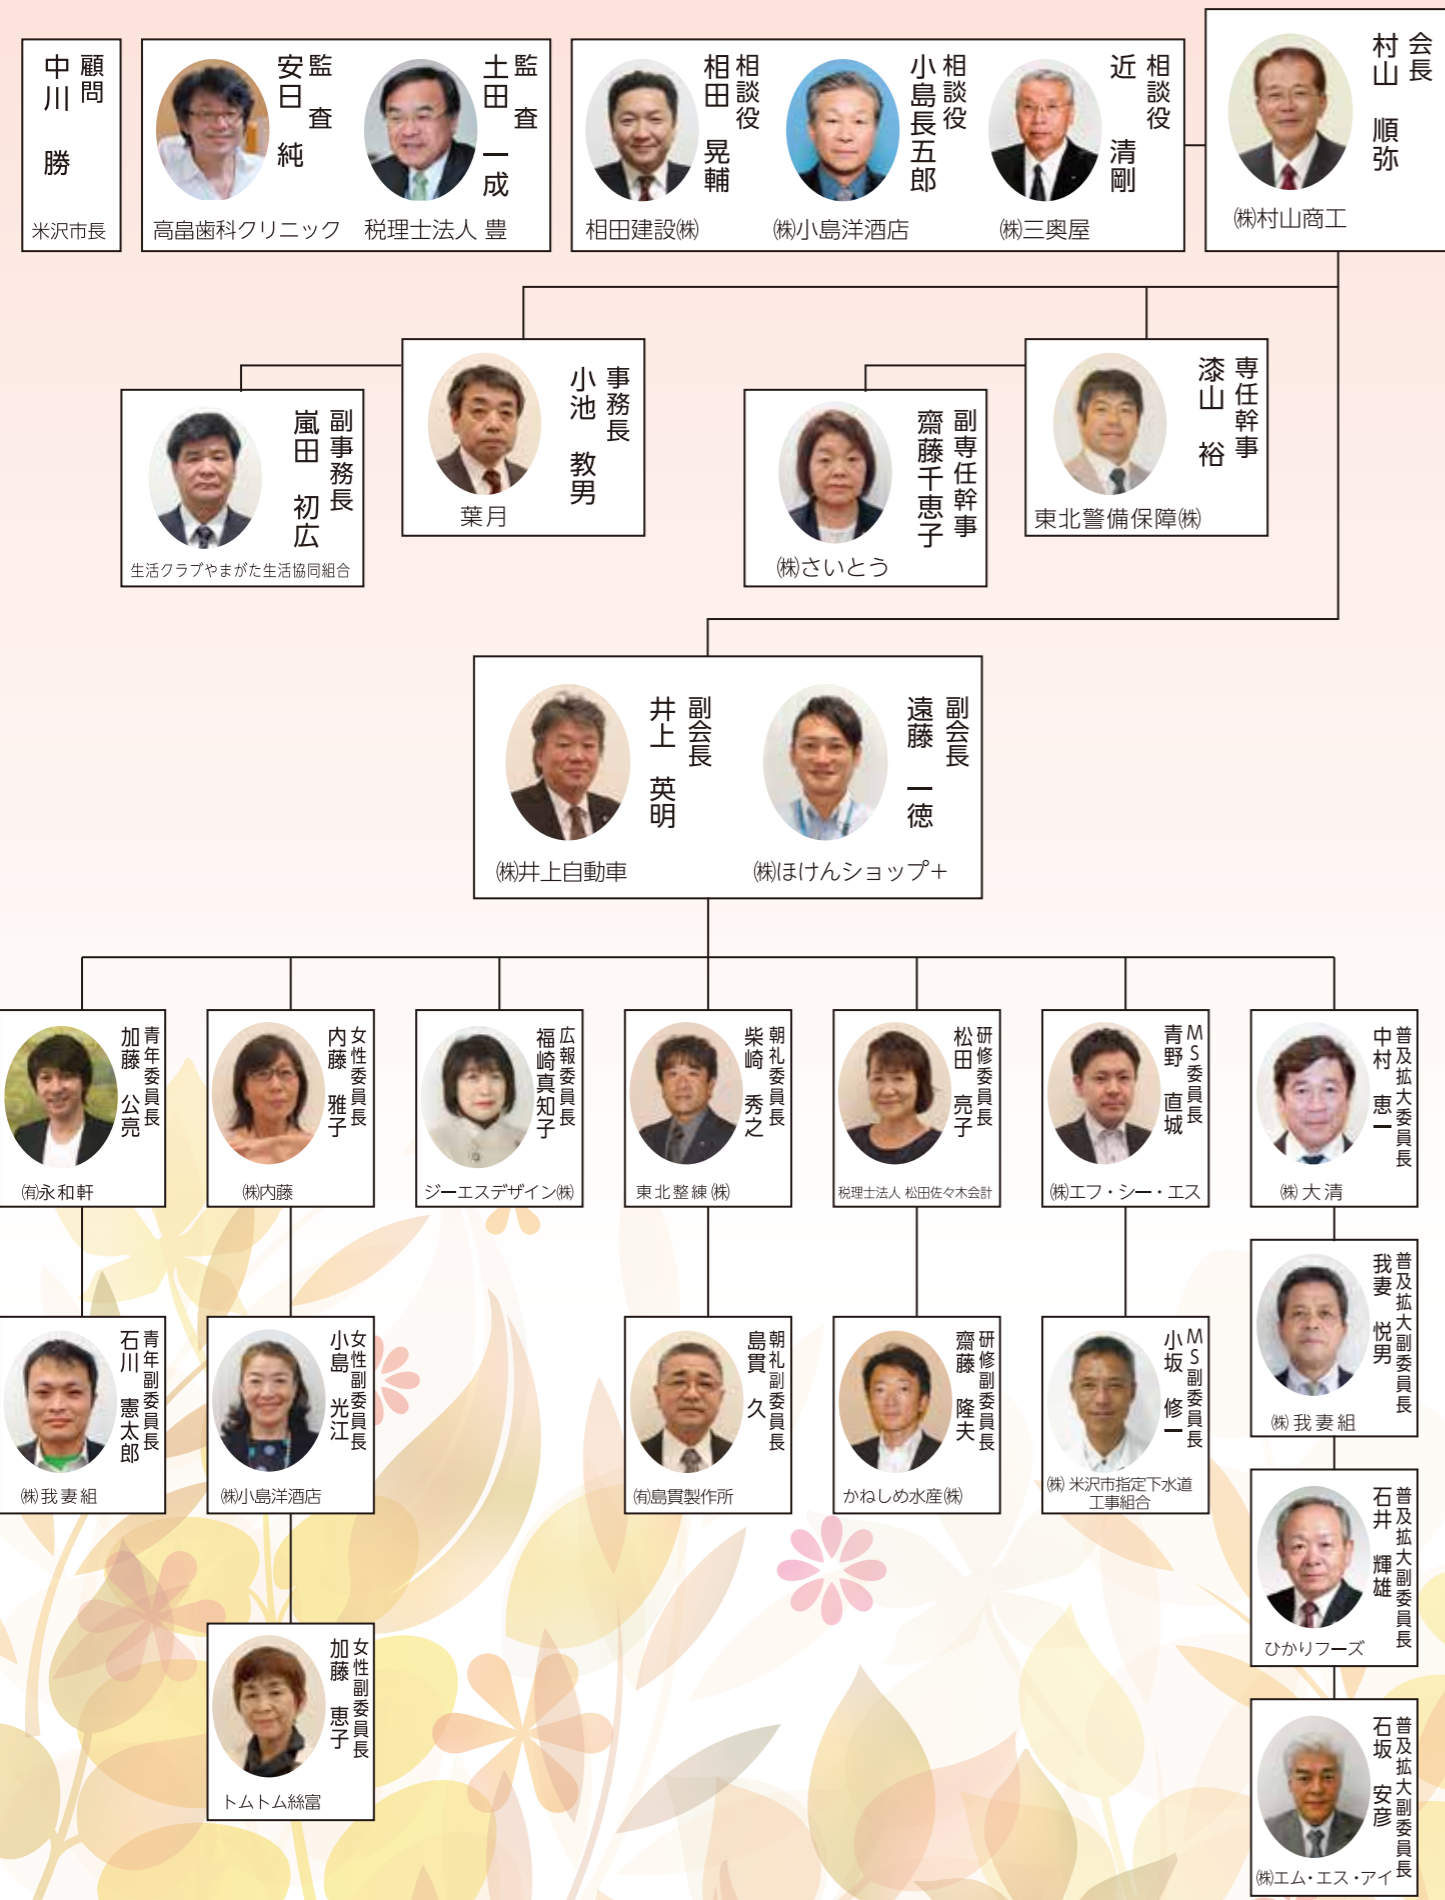 会長
村山 順弥
㈱村山商工
相談役
近 清剛
㈱三奥屋
相談役
小島長五郎
㈱小島洋酒店
相談役
相田 晃輔
相田建設㈱
監査
土田 一成
税理士法人 豊
監査
安日 純
高畠歯科クリニック
顧問
中川 勝
米沢市長
専任幹事
漆山 裕
東北警備保障㈱
副専任幹事
齋藤千恵子
㈱さいとう
事務長
小池 教男
葉月
副事務長
嵐田 初広
生活クラブやまがた生活協同組合
副会長
遠藤 一徳
㈱ほけんショップ＋
副会長
井上 英明
㈱井上自動車
普及拡大委員長
中村 恵一
㈱大清
普及拡大副委員長
我妻 悦男
㈱我妻組
普及拡大副委員長
石井 輝雄
ひかりフーズ
普及拡大副委員長
石坂 安彦
㈱エム・エス・アイ
MS委員長
青野 直城
㈱エフ・シー・エス
MS副委員長
小坂 修一
㈱米沢市指定下水道
工事組合
研修委員長
松田 亮子
税理士法人 松田佐々木会計
研修副委員長
齋藤 隆夫
かねしめ水産㈱
朝礼委員長
柴崎 秀之
東北整練㈱
朝礼副委員長
島貫 久
㈲島貫製作所
広報委員長
福崎真知子
ジーエスデザイン㈱
女性委員長
内藤 雅子
㈱内藤
女性副委員長
小島 光江
㈱小島洋酒店
女性副委員長
加藤 恵子
トムトム絲富
青年委員長
加藤 公亮
㈲永和軒
青年副委員長
石川 憲太郎
㈱我妻組